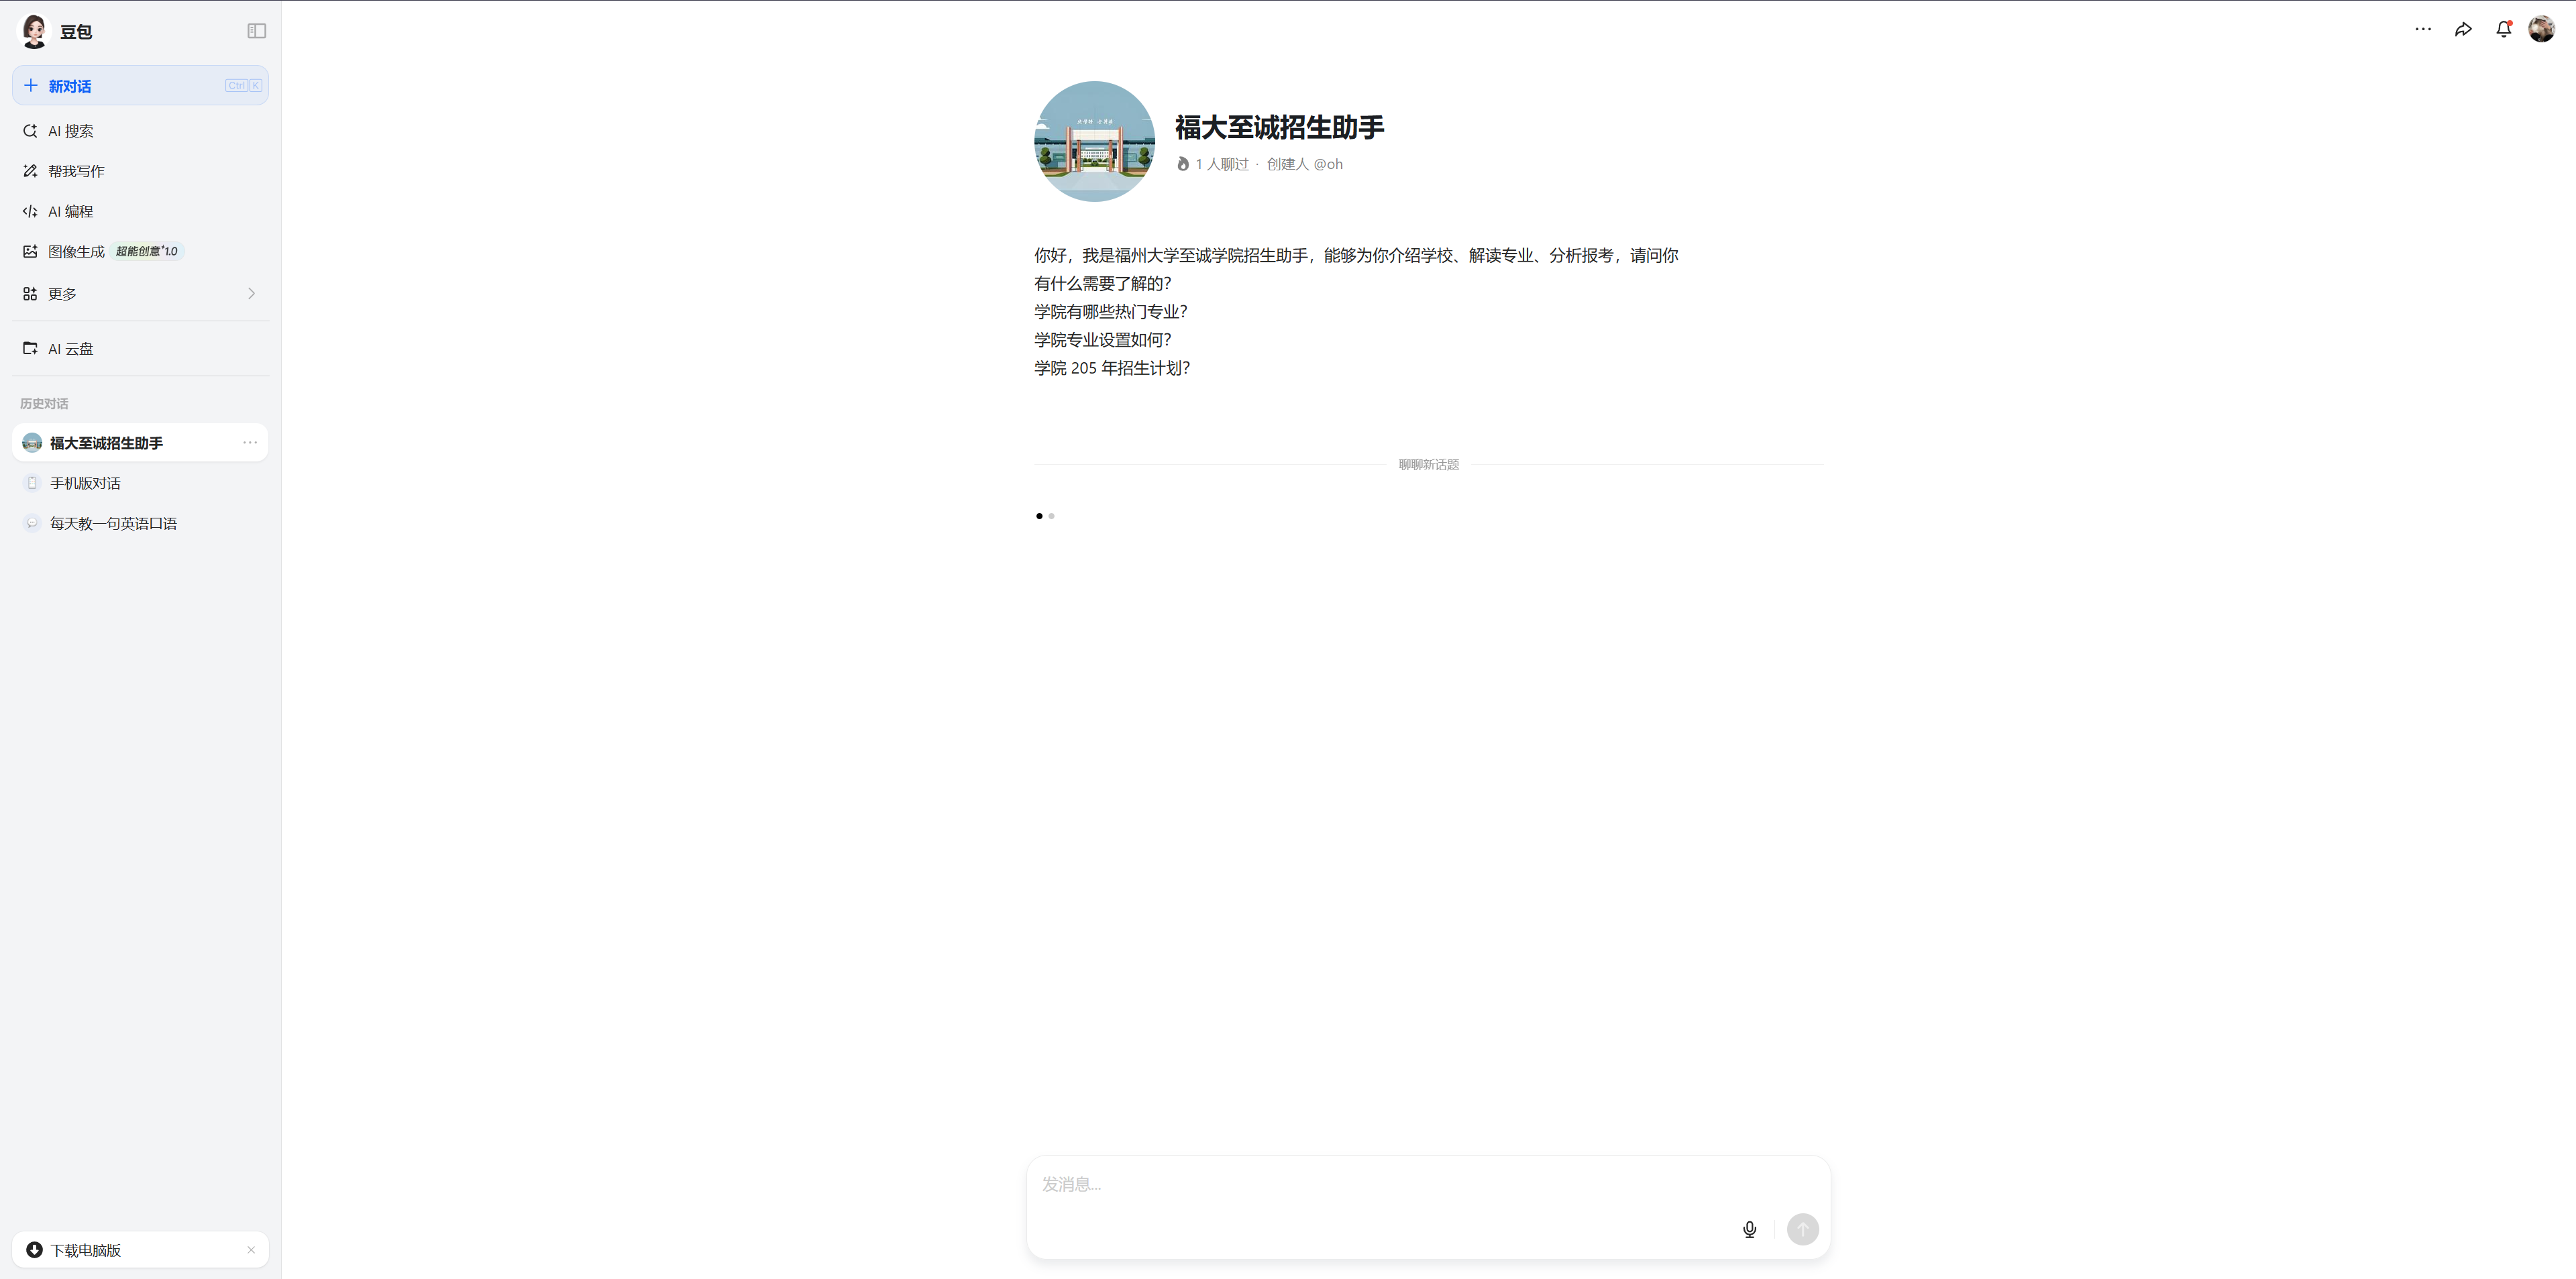 豆包
新对话
Ctrl K
AI 搜索
帮我写作
AI 编程
图像生成 超能创意1.0
更多
AI 云盘
历史对话
福大至诚招生助手
手机版对话
每天教一句英语口语
下载电脑版
福大至诚招生助手
1 人聊过 · 创建人 @oh
你好，我是福州大学至诚学院招生助手，能够为你介绍学校、解读专业、分析报考，请问你
有什么需要了解的？
学院有哪些热门专业？
学院专业设置如何？
学院 205 年招生计划？
聊聊新话题
发消息...